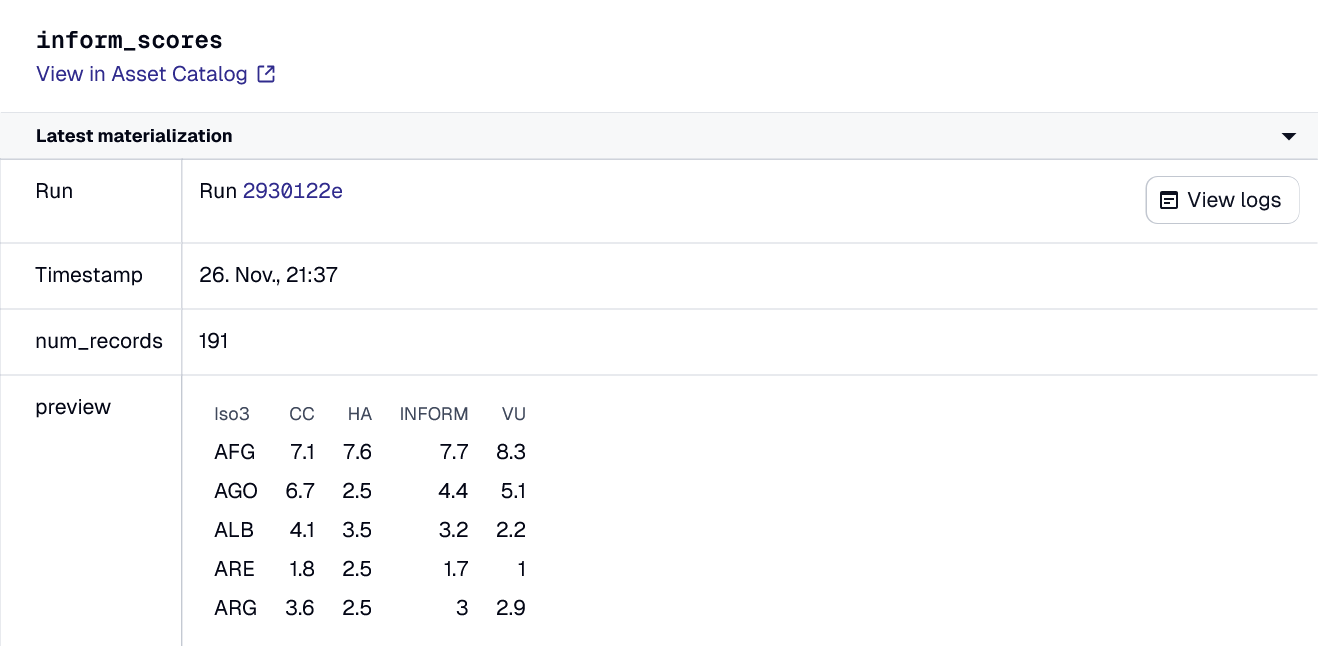 inform_scores
View in Asset Catalog
Latest materialization
Run Run 2930122e View logs
Timestamp 26. Nov., 21:37
num_records 191
preview
Iso3 CC HA INFORM VU
AFG 7.1 7.6 7.7 8.3
AGO 6.7 2.5 4.4 5.1
ALB 4.1 3.5 3.2 2.2
ARE 1.8 2.5 1.7 1
ARG 3.6 2.5 3 2.9